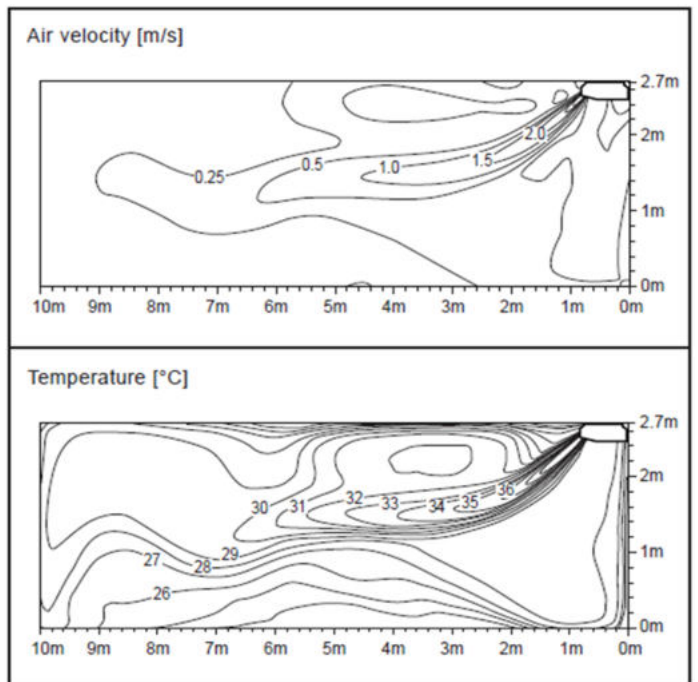 Air velocity [m/s]
2.7m
2.0
2m
0.5
1.0
1.5
0.25
1m
0m
10m 9m 8m 7m 6m 5m 4m 3m 2m 1m 0m
Temperature [°C]
2.7m
2m
30 31 32 33 34 35 36
1m
27 28 29
26
0m
10m 9m 8m 7m 6m 5m 4m 3m 2m 1m 0m